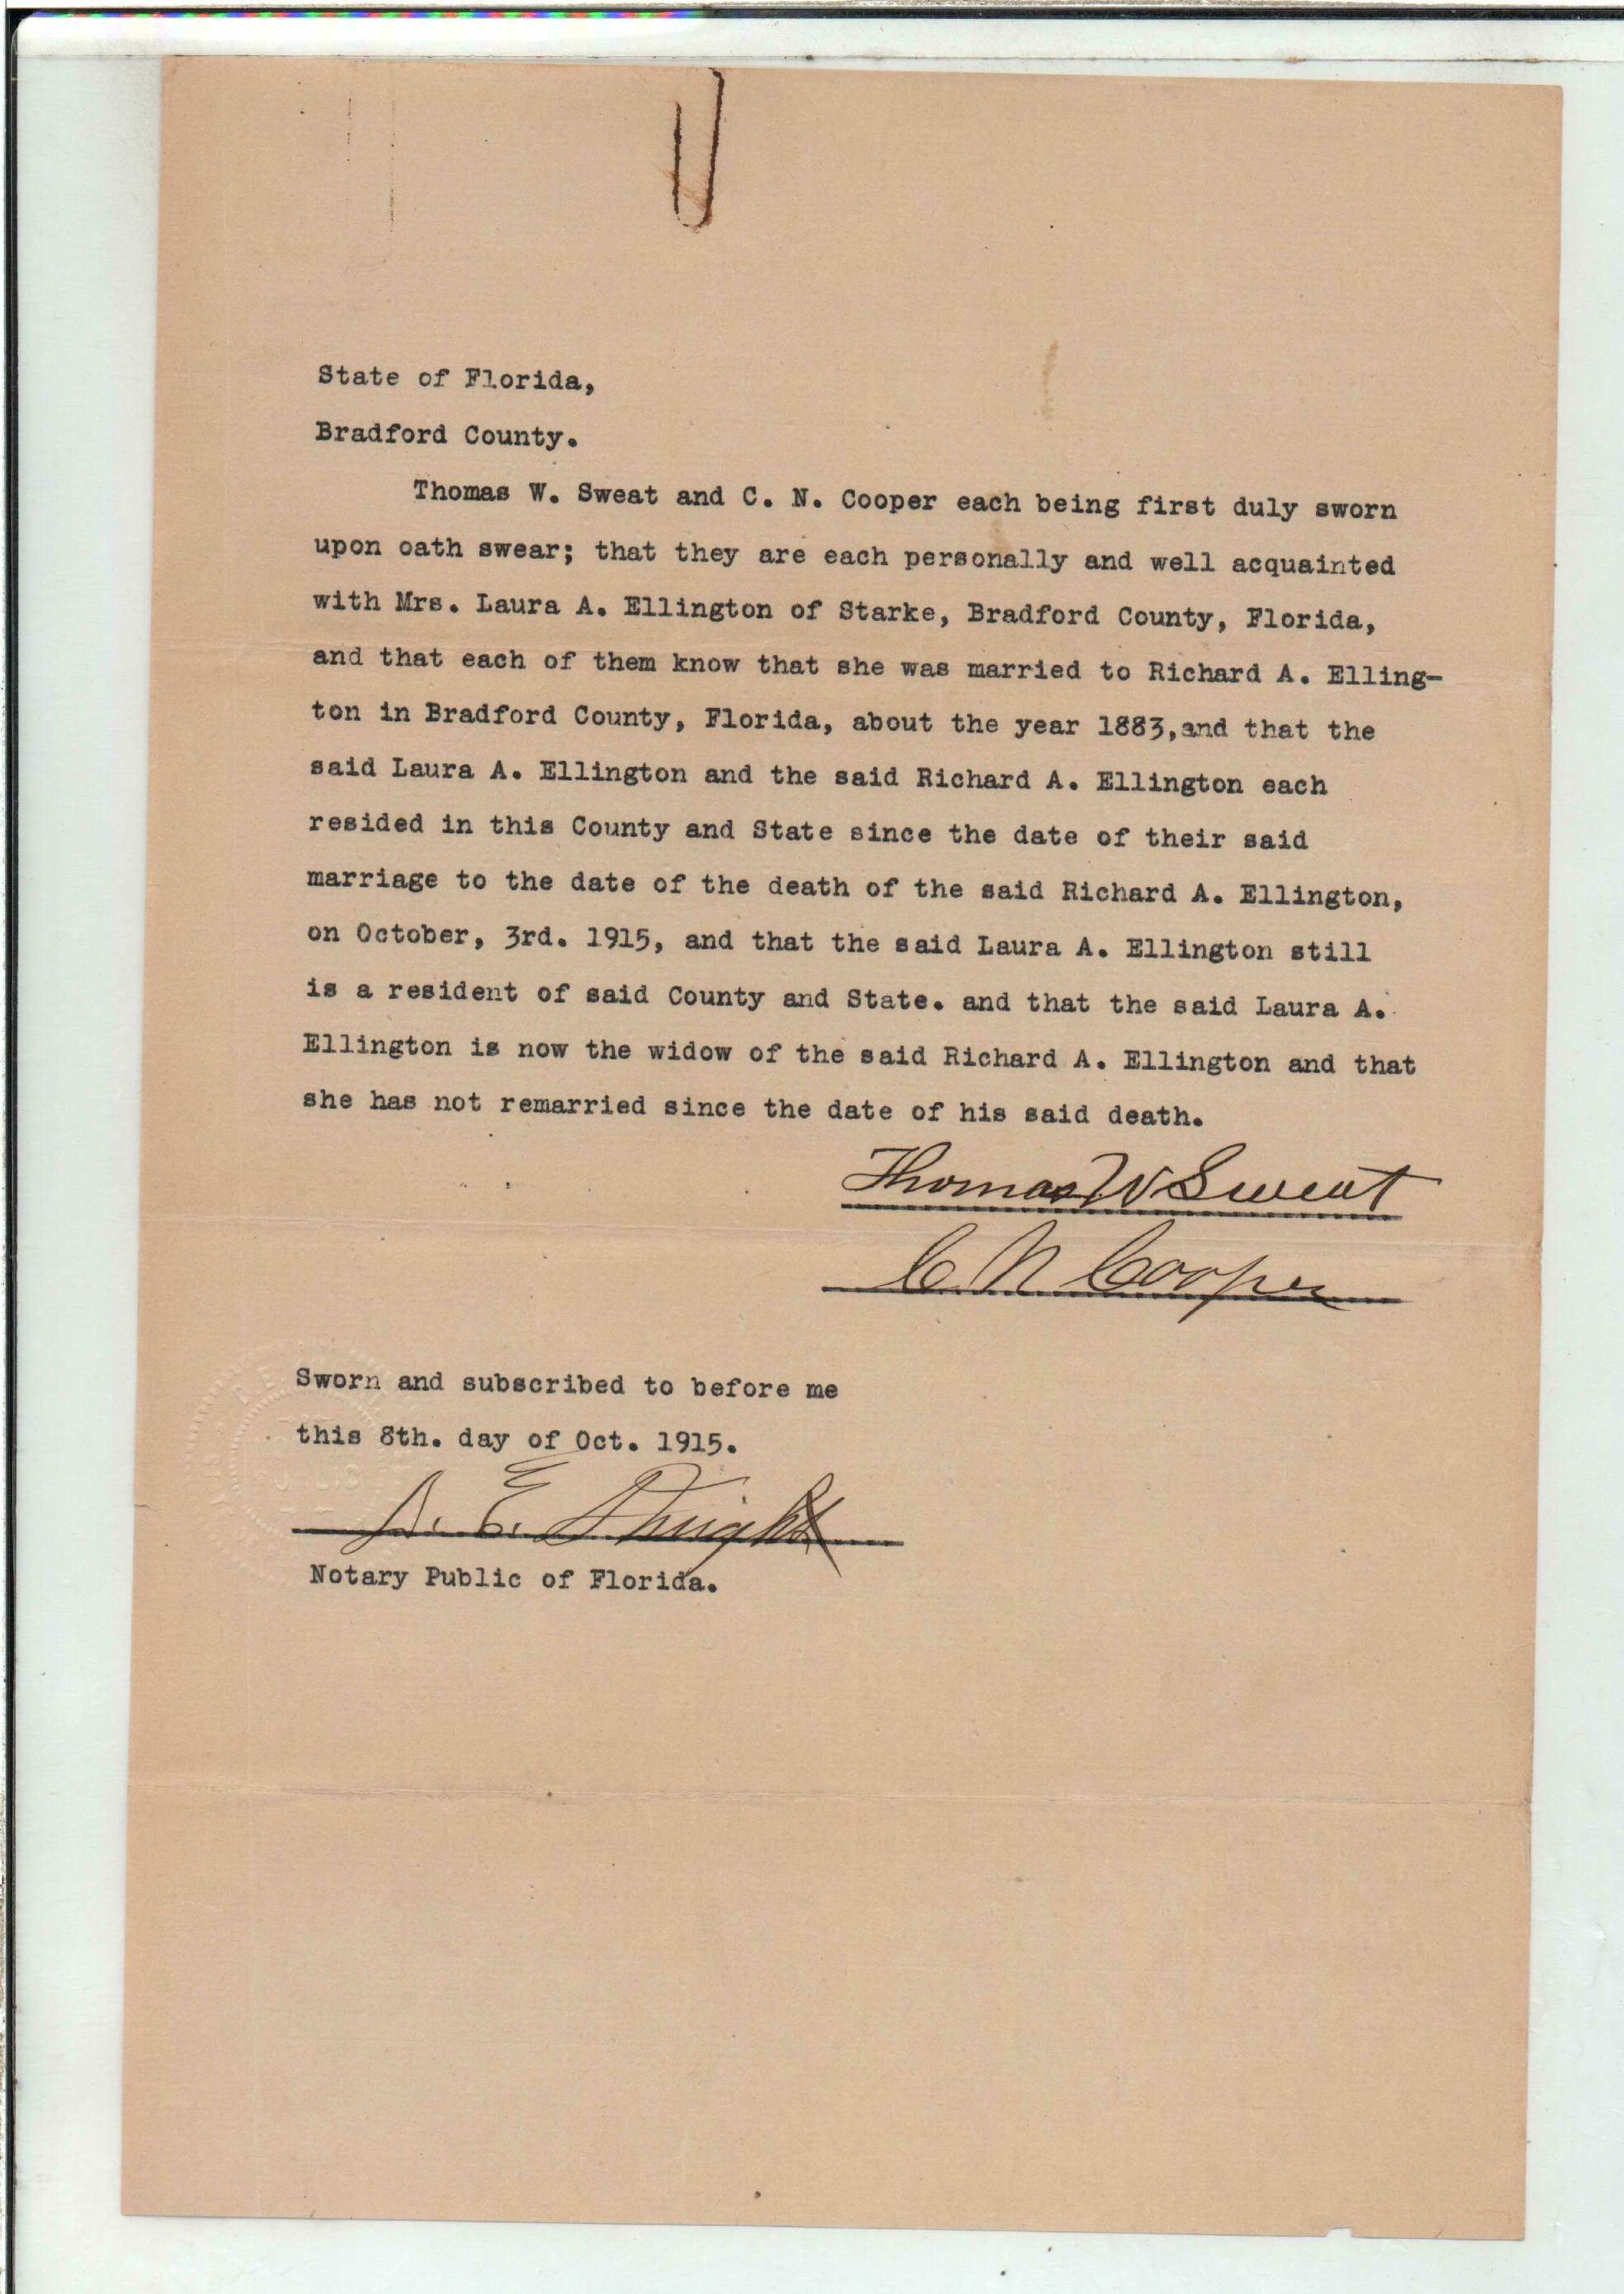 State of Florida,
Bradford County.
Thomas W. Sweat and C. N. Cooper each being first duly sworn
upon oath swear; that they are each personally and well acquainted
with Mrs. Laura A. Ellington of Starke, Bradford County, Florida,
and that each of them know that she was married to Richard A. Elling-
ton in Bradford County, Florida, about the year 1883,and that the
said Laura A. Ellington and the said Richard A. Ellington each
resided in this County and State since the date of their said
marriage to the date of the death of the said Richard A. Ellington,
on October, 3rd. 1915, and that the said Laura A. Ellington still
is a resident of said County and State. and that the said Laura A.
Ellington is now the widow of the said Richard A. Ellington and that
she has not remarried since the date of his said death.
Thomas W Sweat
C N Cooper
Sworn and subscribed to before me
this 8th. day of Oct. 1915.
E. Knight
Notary Public of Florida.